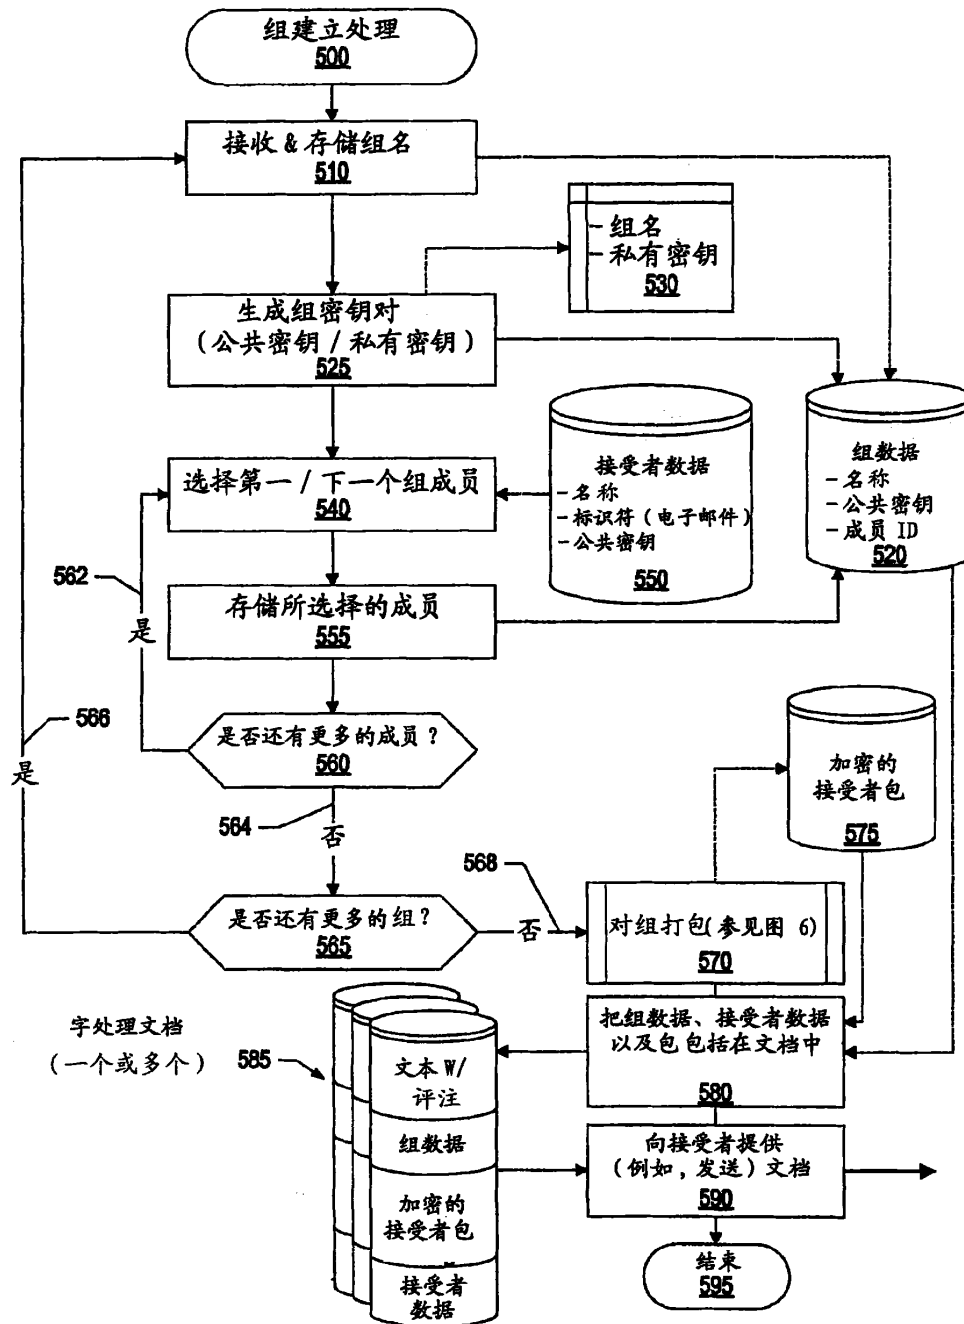 组建立处理
500
接收 & 存储组名
510
- 组名
- 私有密钥
530
生成组密钥对
(公共密钥 / 私有密钥)
525
选择第一 / 下一个组成员
540
接受者数据
- 名称
- 标识符 (电子邮件)
- 公共密钥
550
组数据
- 名称
- 公共密钥
- 成员 ID
520
562
是
存储所选择的成员
555
566
是
是否还有更多的成员?
560
564
否
加密的
接受者包
575
568
是否还有更多的组?
565
否
对组打包(参见图 6)
570
字处理文档
(一个或多个)
585
文本 W/
评注
组数据
加密的
接受者包
接受者
数据
把组数据、接受者数据
以及包包括在文档中
580
向接受者提供
(例如,发送) 文档
590
结束
595